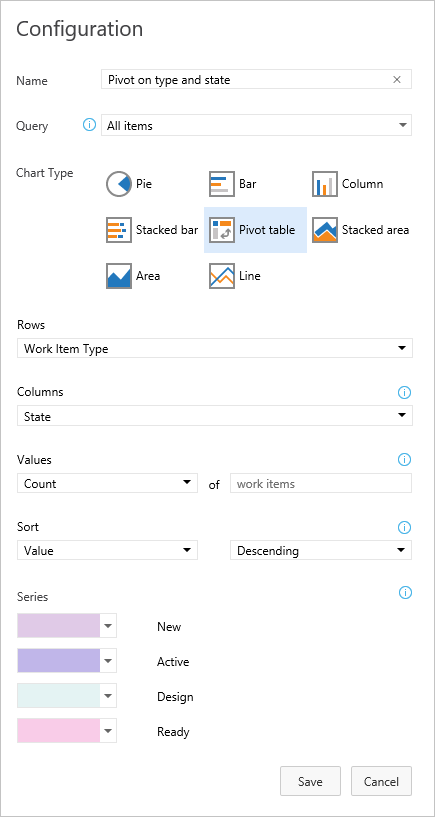 Configuration
Name Pivot on type and state
Query All items
Chart Type Pie Bar Column
Stacked bar Pivot table Stacked area
Area Line
Rows
Work Item Type
Columns
State
Values
Count of work items
Sort
Value Descending
Series
New
Active
Design
Ready
Save Cancel